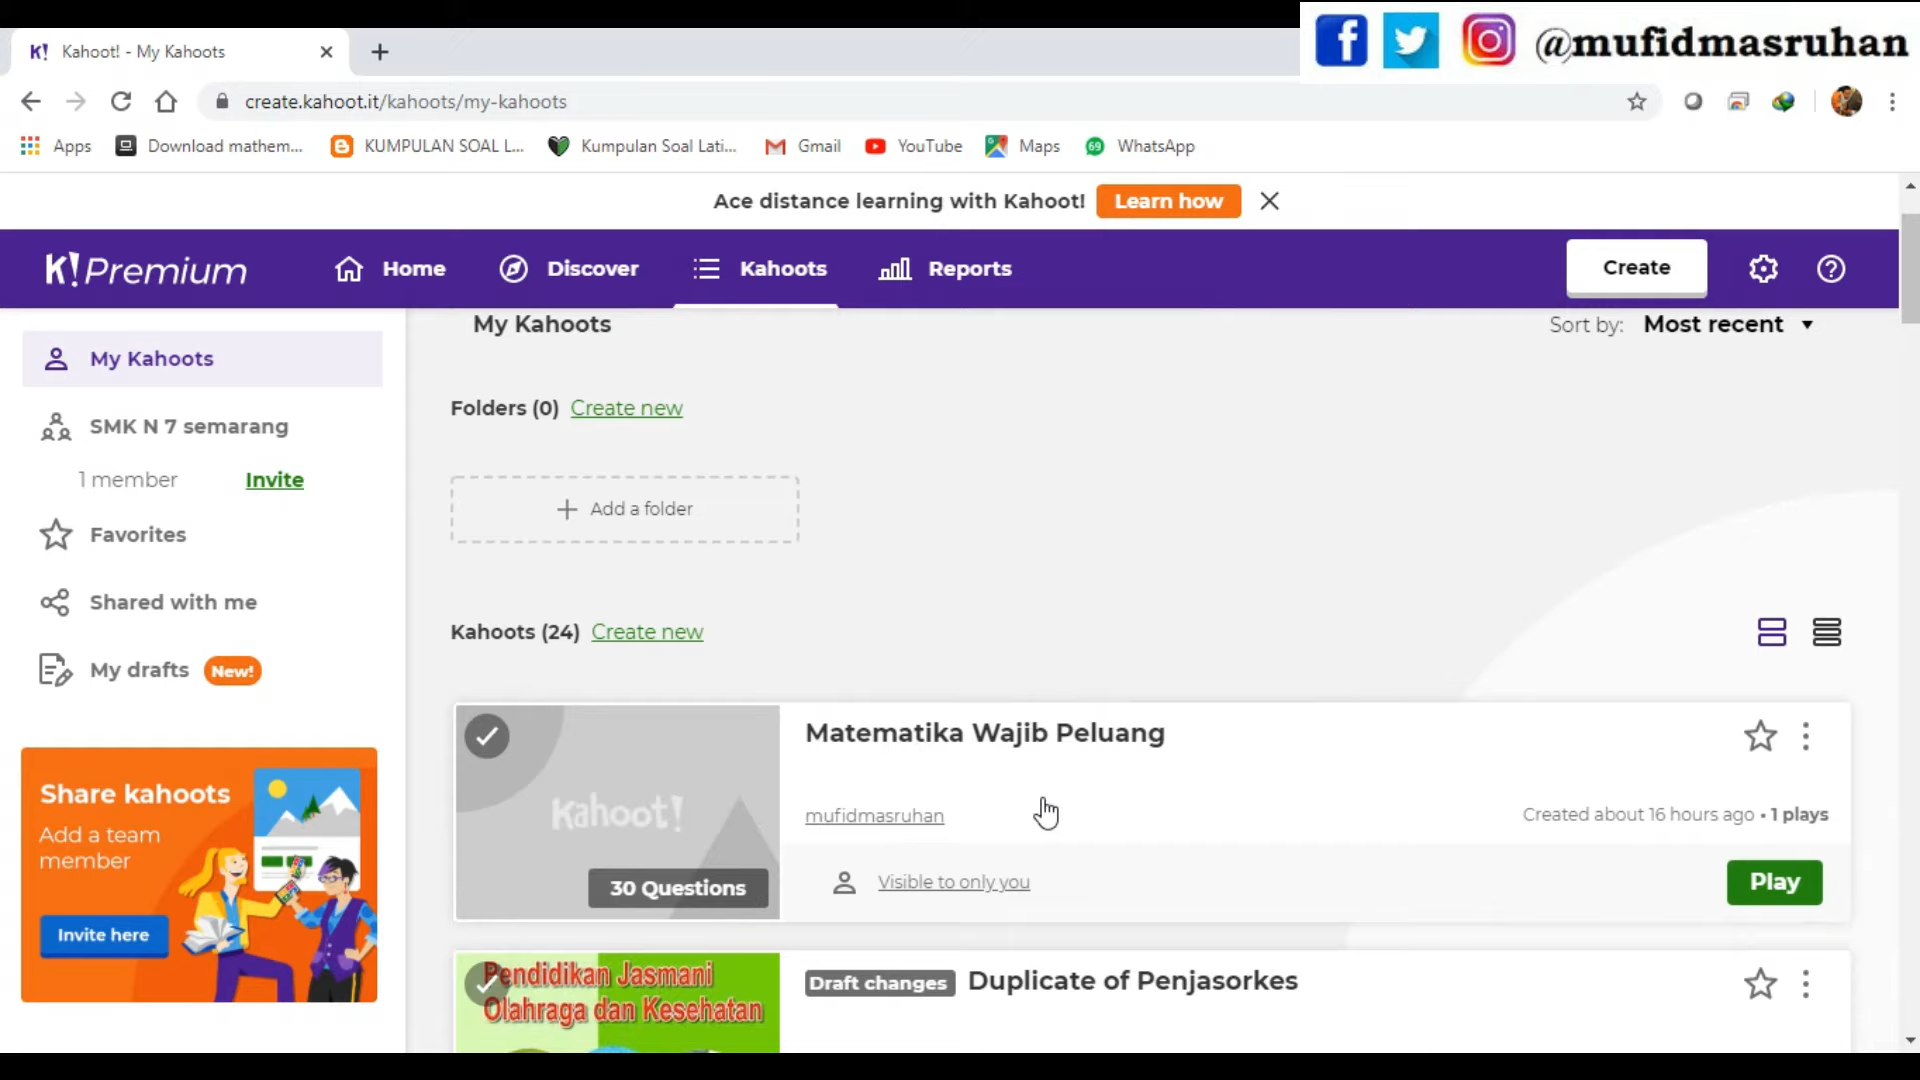 @mufidmasruhan
K! Kahoot! - My Kahoots
create.kahoot.it/kahoots/my-kahoots
Apps Download mathem... KUMPULAN SOAL L... Kumpulan Soal Lati... Gmail YouTube Maps 69 WhatsApp
Ace distance learning with Kahoot! Learn how
K! Premium Home Discover Kahoots Reports Create
My Kahoots
My Kahoots Sort by: Most recent
Folders (0) Create new
SMK N 7 semarang
1 member Invite
Add a folder
Favorites
Shared with me
Kahoots (24) Create new
My drafts New!
Matematika Wajib Peluang
Share kahoots
Add a team
member
Kahoot!
mufidmasruhan Created about 16 hours ago • 1 plays
30 Questions Visible to only you Play
Invite here
Pendidikan Jasmani
Olahraga dan Kesehatan
Draft changes Duplicate of Penjasorkes